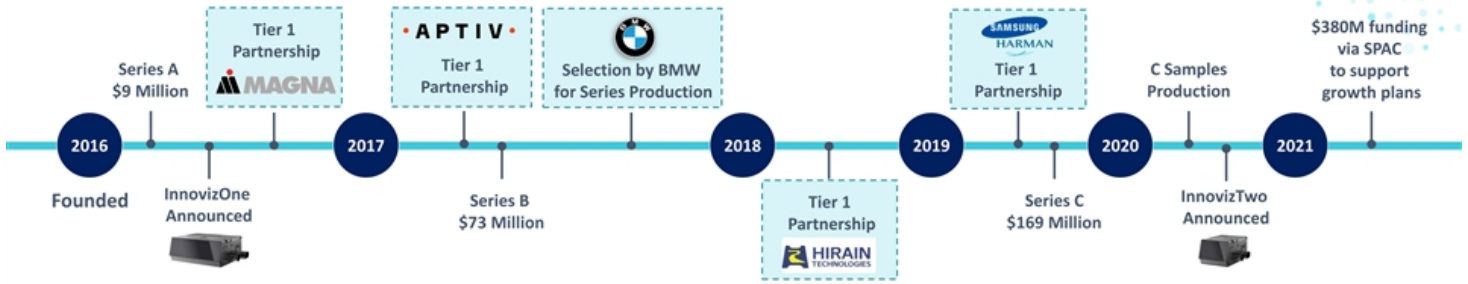 2016
Founded
Series A
$9 Million
InnovizOne
Announced
Tier 1
Partnership
MAGNA
2017
• APTIV •
Tier 1
Partnership
Series B
$73 Million
BMW
Selection by BMW
for Series Production
2018
Tier 1
Partnership
HIRAIN
TECHNOLOGIES
2019
SAMSUNG
HARMAN
Tier 1
Partnership
Series C
$169 Million
2020
C Samples
Production
InnovizTwo
Announced
2021
$380M funding
via SPAC
to support
growth plans